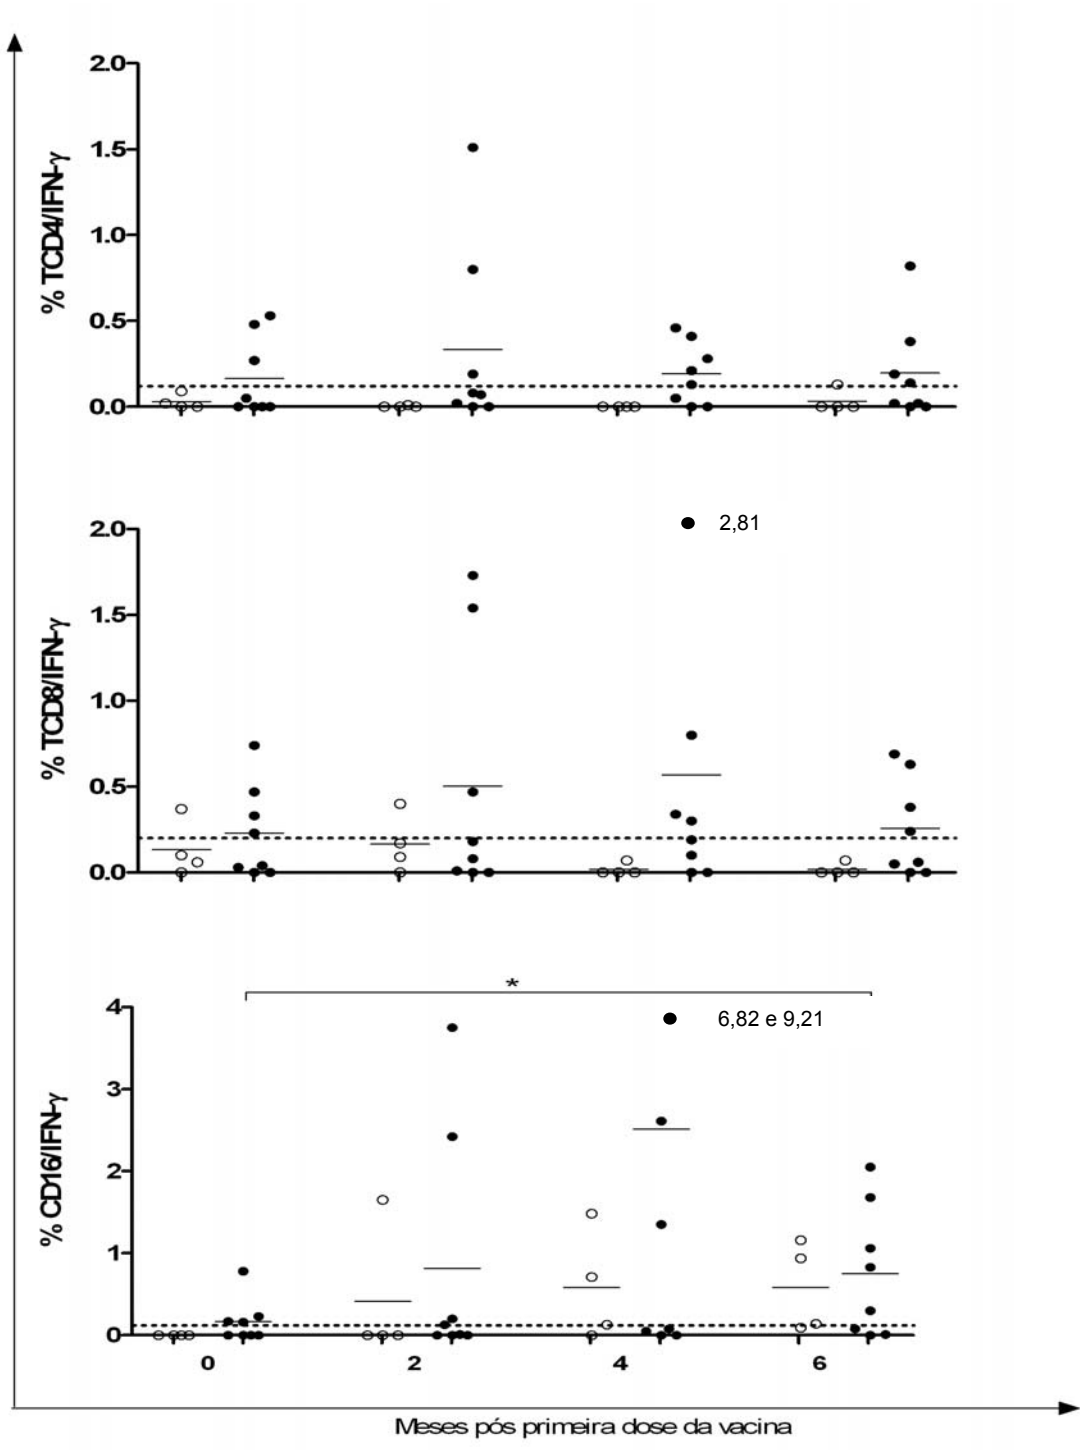 2.0
1.5
1.0
0.5
0.0
% TCD4/IFN-γ
2,81
2.0
1.5
1.0
0.5
0.0
% TCD8/IFN-γ
*
6,82 e 9,21
4
3
2
1
0
% CD16/IFN-γ
0 2 4 6
Meses pós primeira dose da vacina